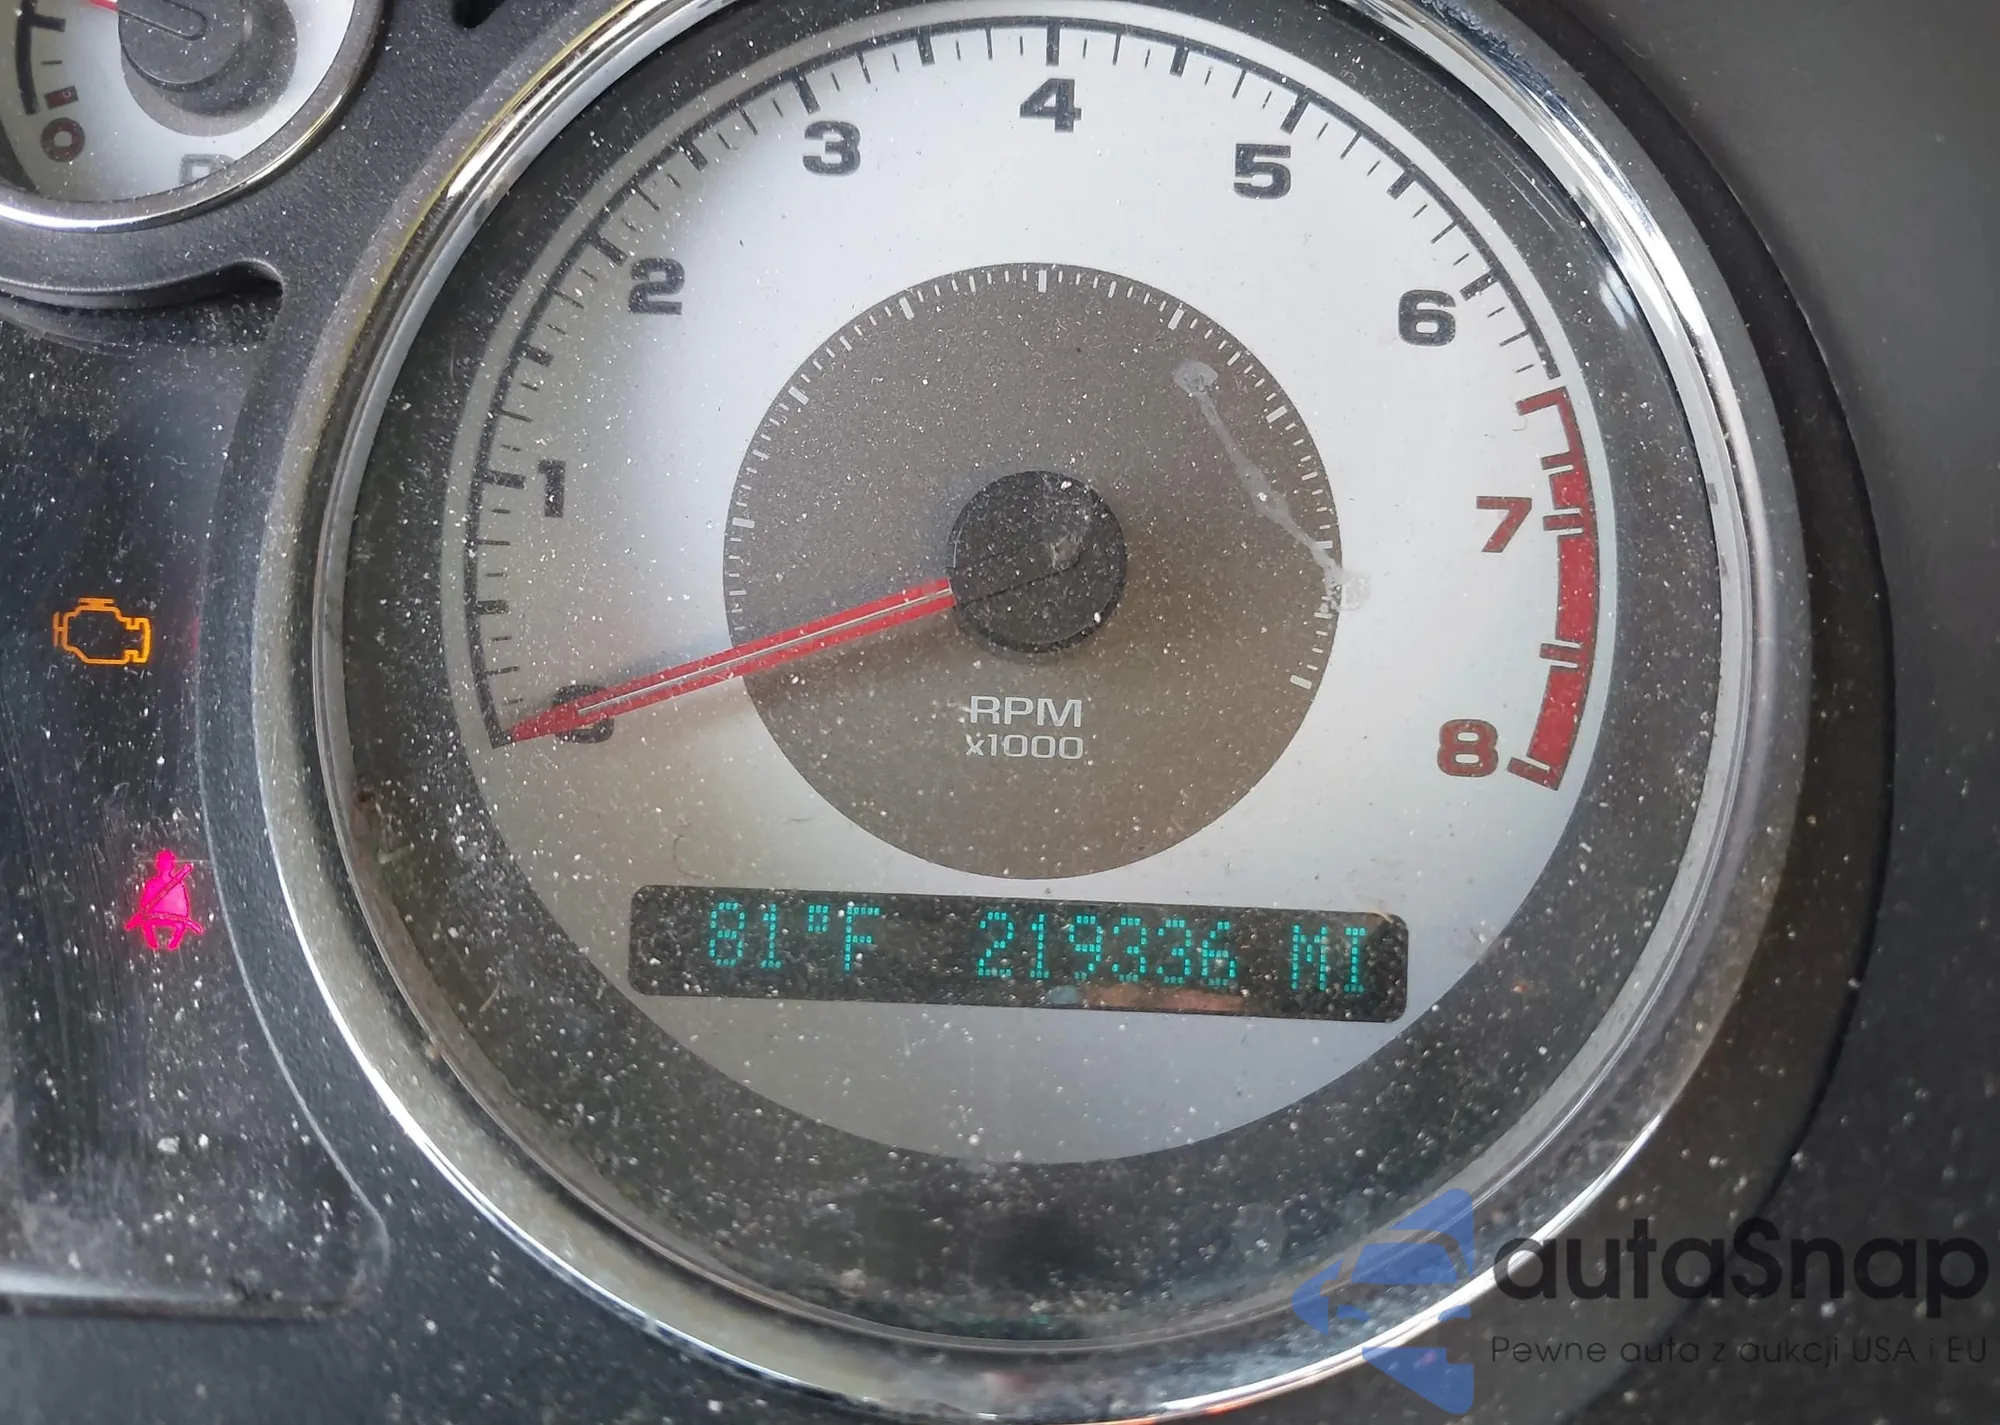 0
1
2
3
4
5
6
7
8
RPM
x1000
81°F 219336 MI
autaSnap
Pewne auta z aukcji USA i EU